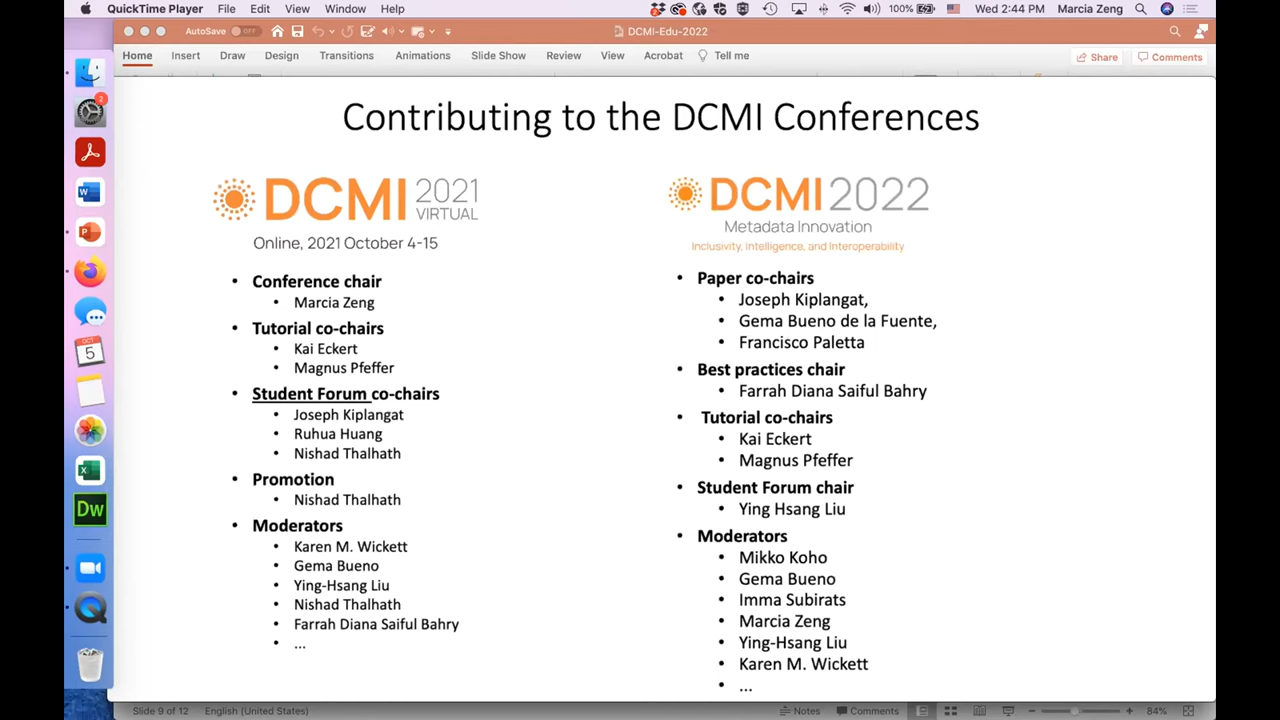 QuickTime Player File Edit View Window Help 100% Wed 2:44 PM Marcia Zeng
AutoSave OFF DCMI-Edu-2022
Home Insert Draw Design Transitions Animations Slide Show Review View Acrobat Tell me Share Comments
Contributing to the DCMI Conferences
DCMI 2021 VIRTUAL
Online, 2021 October 4-15
• Conference chair
• Marcia Zeng
• Tutorial co-chairs
• Kai Eckert
• Magnus Pfeffer
• Student Forum co-chairs
• Joseph Kiplangat
• Ruhua Huang
• Nishad Thalhath
• Promotion
• Nishad Thalhath
• Moderators
• Karen M. Wickett
• Gema Bueno
• Ying-Hsang Liu
• Nishad Thalhath
• Farrah Diana Saiful Bahry
• ...
DCMI 2022
Metadata Innovation
Inclusivity, Intelligence, and Interoperability
• Paper co-chairs
• Joseph Kiplangat,
• Gema Bueno de la Fuente,
• Francisco Paletta
• Best practices chair
• Farrah Diana Saiful Bahry
• Tutorial co-chairs
• Kai Eckert
• Magnus Pfeffer
• Student Forum chair
• Ying Hsang Liu
• Moderators
• Mikko Koho
• Gema Bueno
• Imma Subirats
• Marcia Zeng
• Ying-Hsang Liu
• Karen M. Wickett
• ...
2
W
P
OCT
5
X
Dw
Slide 9 of 12 English (United States) Notes Comments 84%